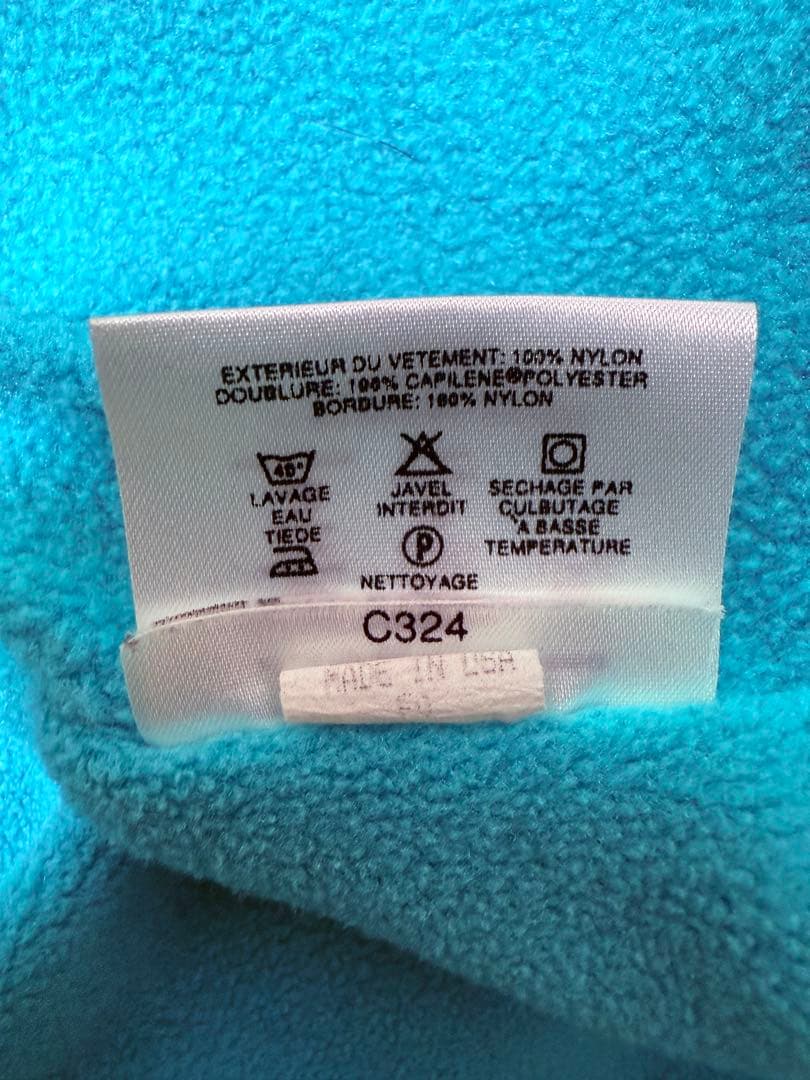 EXTERIEUR DU VETEMENT: 100% NYLON
DOUBLURE: 100% CAPILENE®POLYESTER
BORDURE: 100% NYLON
40°
LAVAGE
EAU
TIEDE
JAVEL
INTERDIT
P
NETTOYAGE
SECHAGE PAR
CULBUTAGE
A BASSE
TEMPERATURE
C324
MADE IN USA